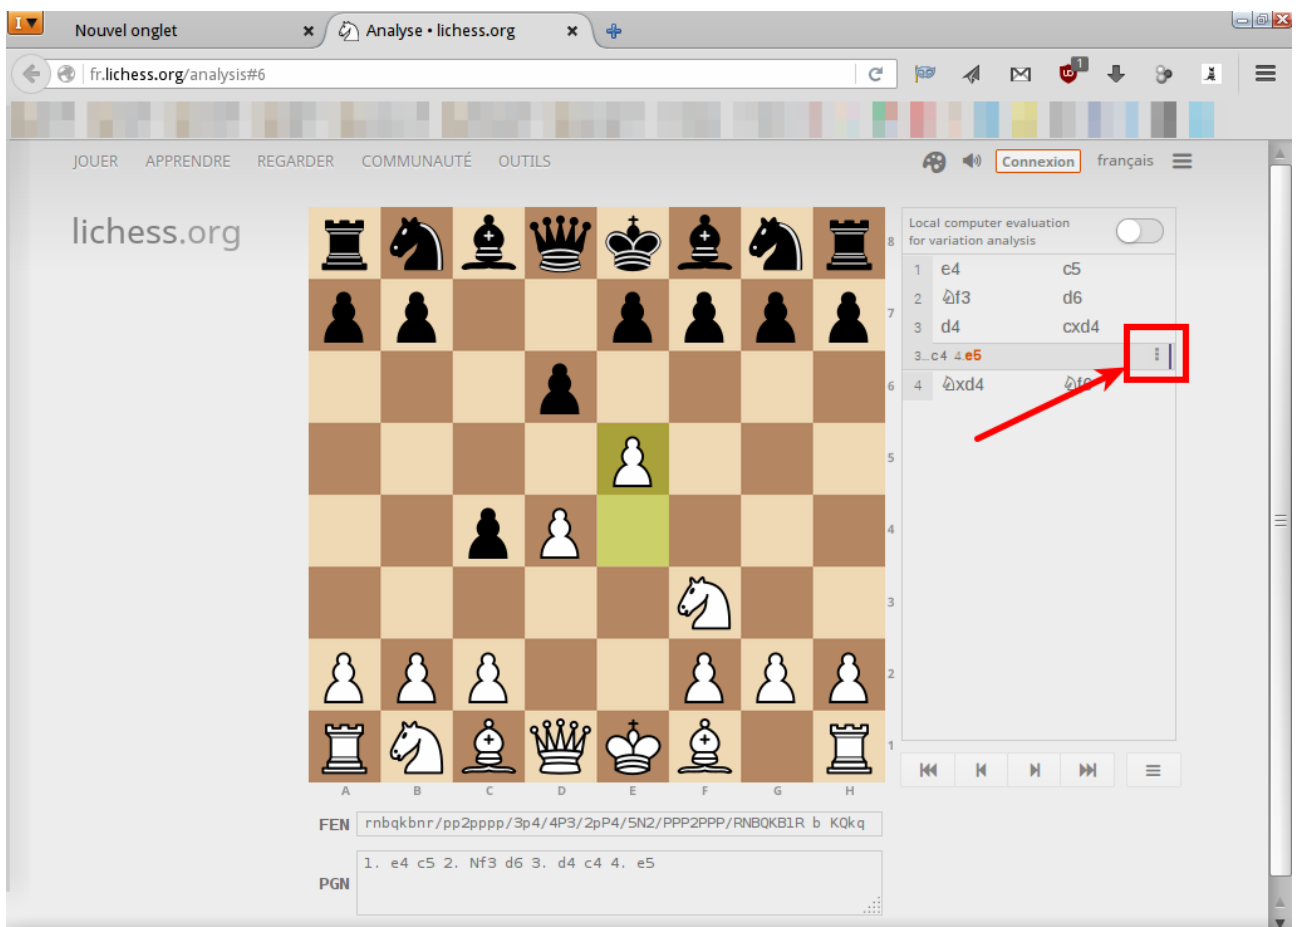 I
Nouvel onglet
Analyse • lichess.org
fr.lichess.org/analysis#6
1
JOUER APPRENDRE REGARDER COMMUNAUTÉ OUTILS
Connexion français
lichess.org
Local computer evaluation
for variation analysis
1 e4 c5
2 ♘f3 d6
3 d4 cxd4
3...c4 4.e5
4 ♘xd4
8
7
6
5
4
3
2
1
A B C D E F G H
FEN rnbqkbnr/pp2pppp/3p4/4P3/2pP4/5N2/PPP2PPP/RNBQKB1R b KQkq
PGN 1. e4 c5 2. Nf3 d6 3. d4 c4 4. e5